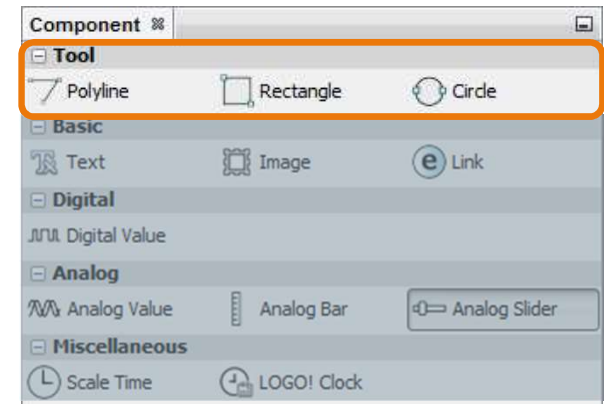 Component
Tool
Polyline Rectangle Circle
Basic
Text Image Link
Digital
Digital Value
Analog
Analog Value Analog Bar Analog Slider
Miscellaneous
Scale Time LOGO! Clock